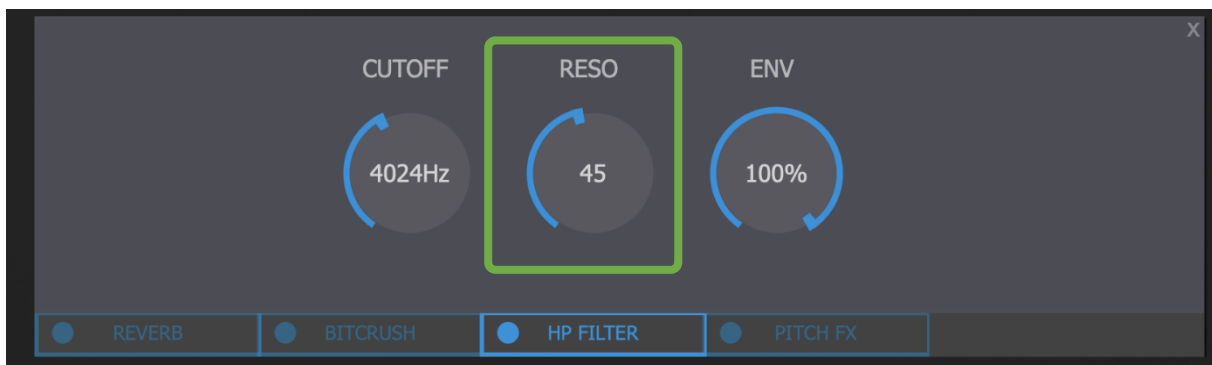 X
CUTOFF
RESO
ENV
4024Hz
45
100%
REVERB
BITCRUSH
HP FILTER
PITCH FX